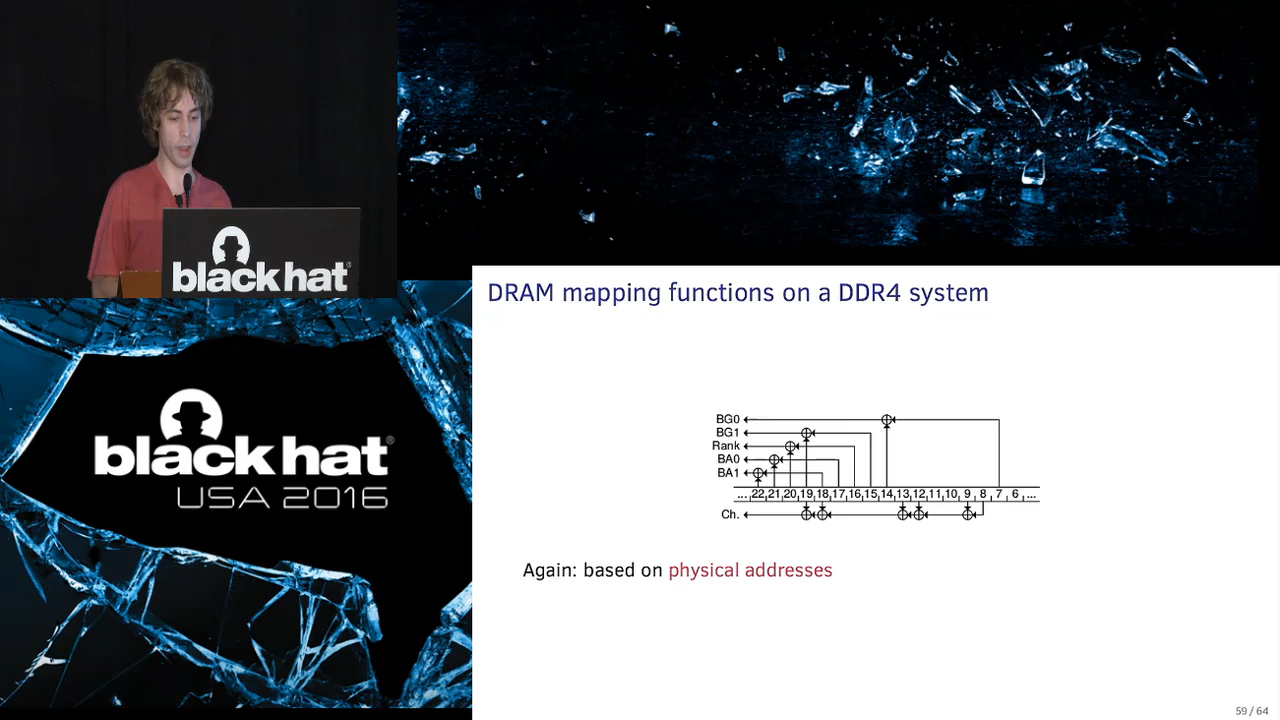 black hat
black hat
USA 2016
DRAM mapping functions on a DDR4 system
BG0
BG1
Rank
BA0
BA1
... 22 21 20 19 18 17 16 15 14 13 12 11 10 9 8 7 6 ...
Ch.
Again: based on physical addresses
59 / 64